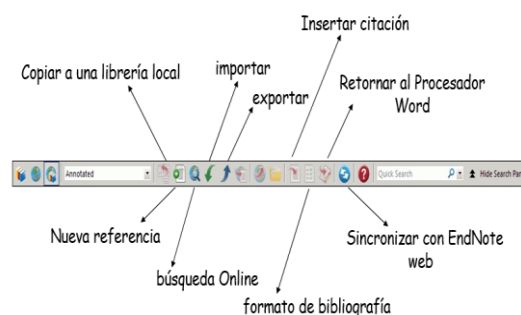 Insertar citación
Copiar a una librería local
importar
exportar
Retornar al Procesador
Word
Annotated
Quick Search
Hide Search Pan
Nueva referencia
búsqueda Online
formato de bibliografía
Sincronizar con EndNote
web